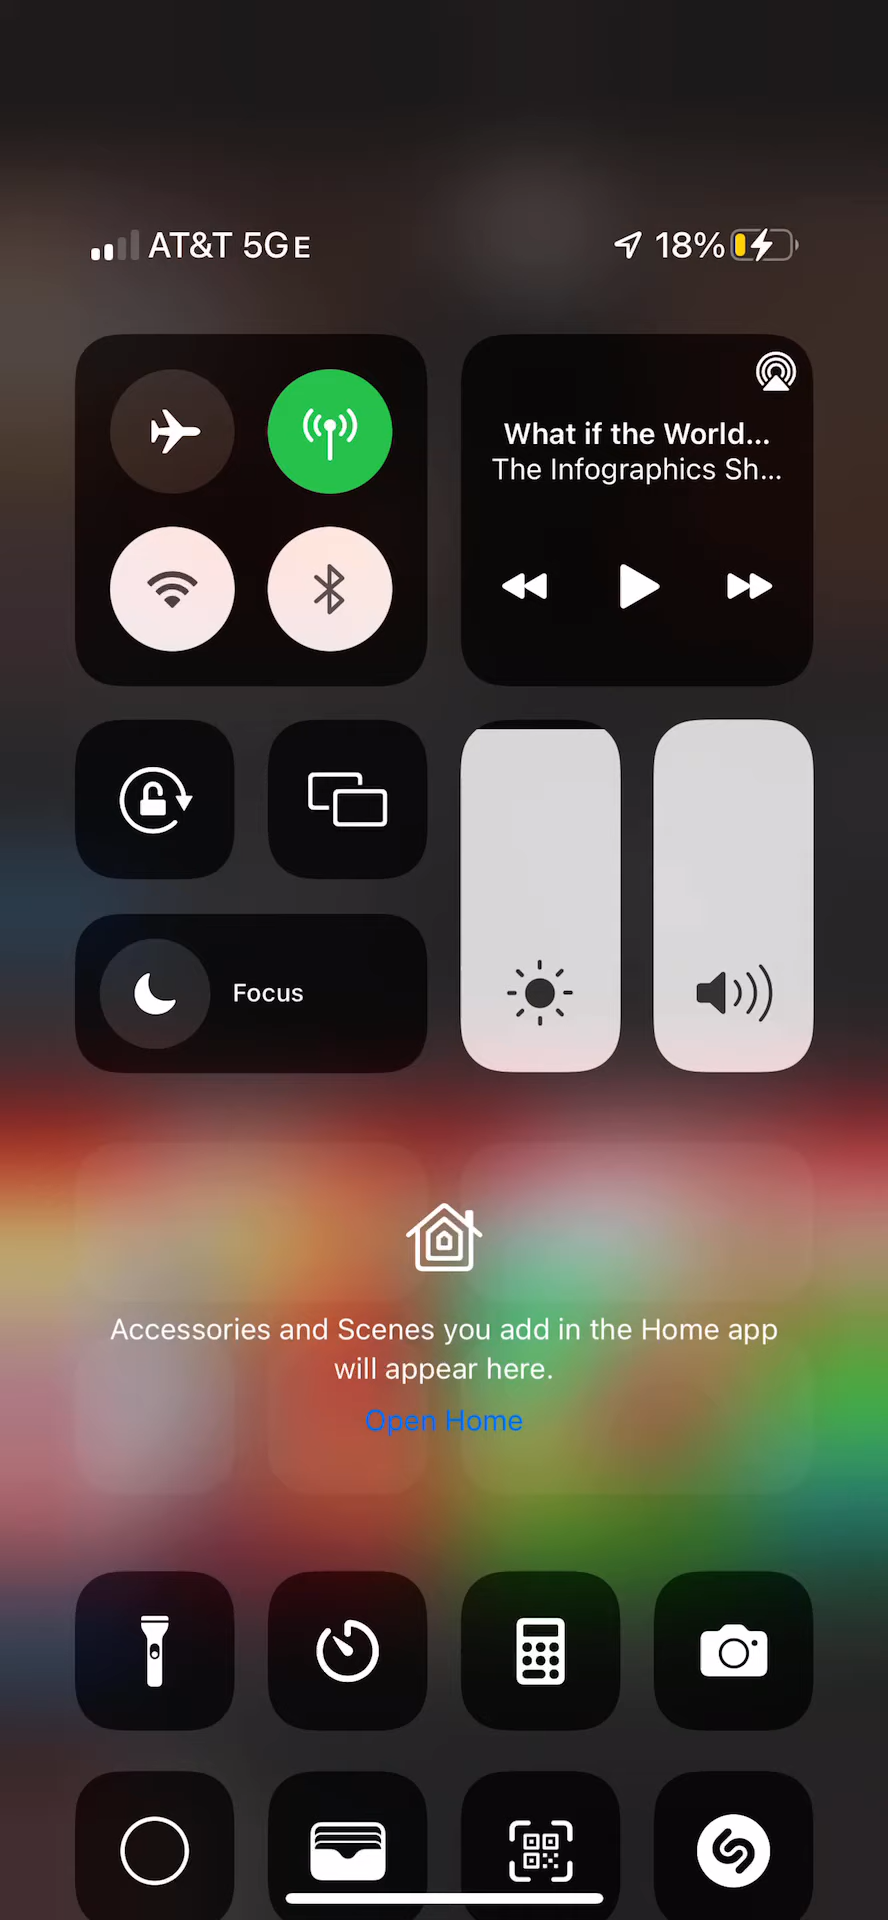 AT&T 5GE
18%
What if the World...
The Infographics Sh...
Focus
Accessories and Scenes you add in the Home app
will appear here.
Open Home